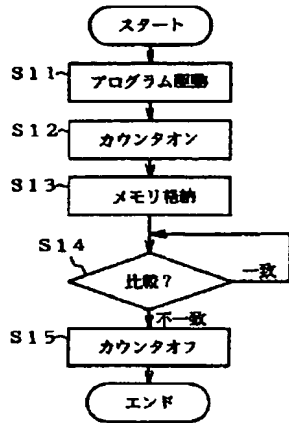 スタート
S11
プログラム駆動
S12
カウンタオン
S13
メモリ格納
S14
比較?
一致
不一致
S15
カウンタオフ
エンド